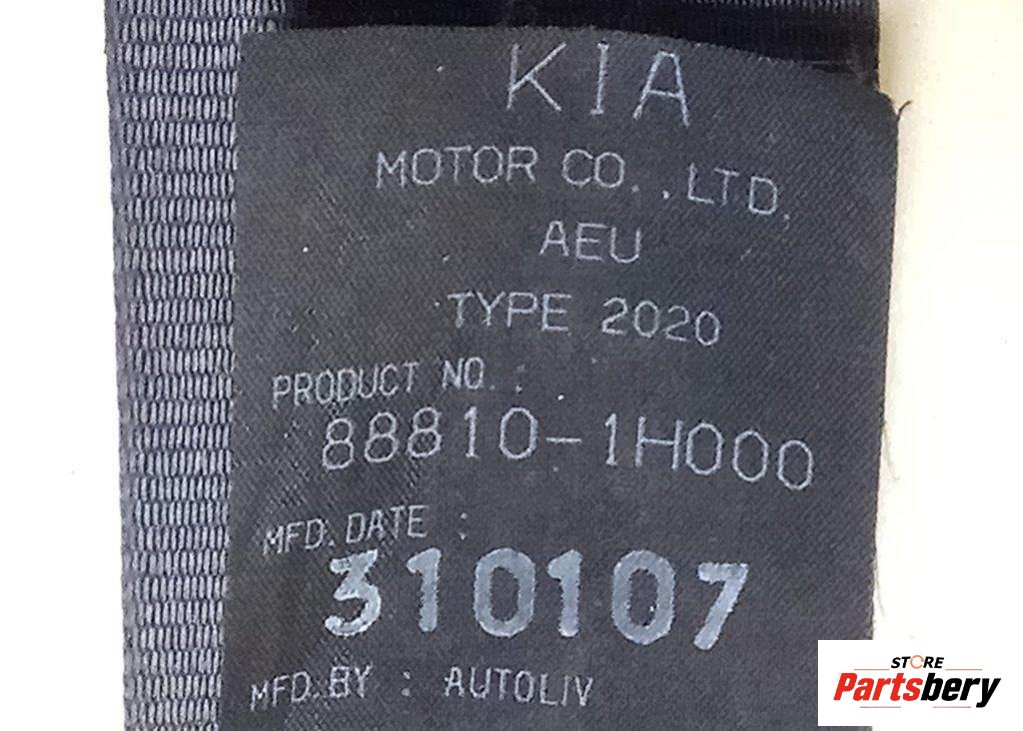 KIA
MOTOR CO.,LTD.
AEU
TYPE 2020
PRODUCT NO. :
88810-1H000
MFD. DATE :
310107
MFD. BY : AUTOLIV
STORE
Partsbery